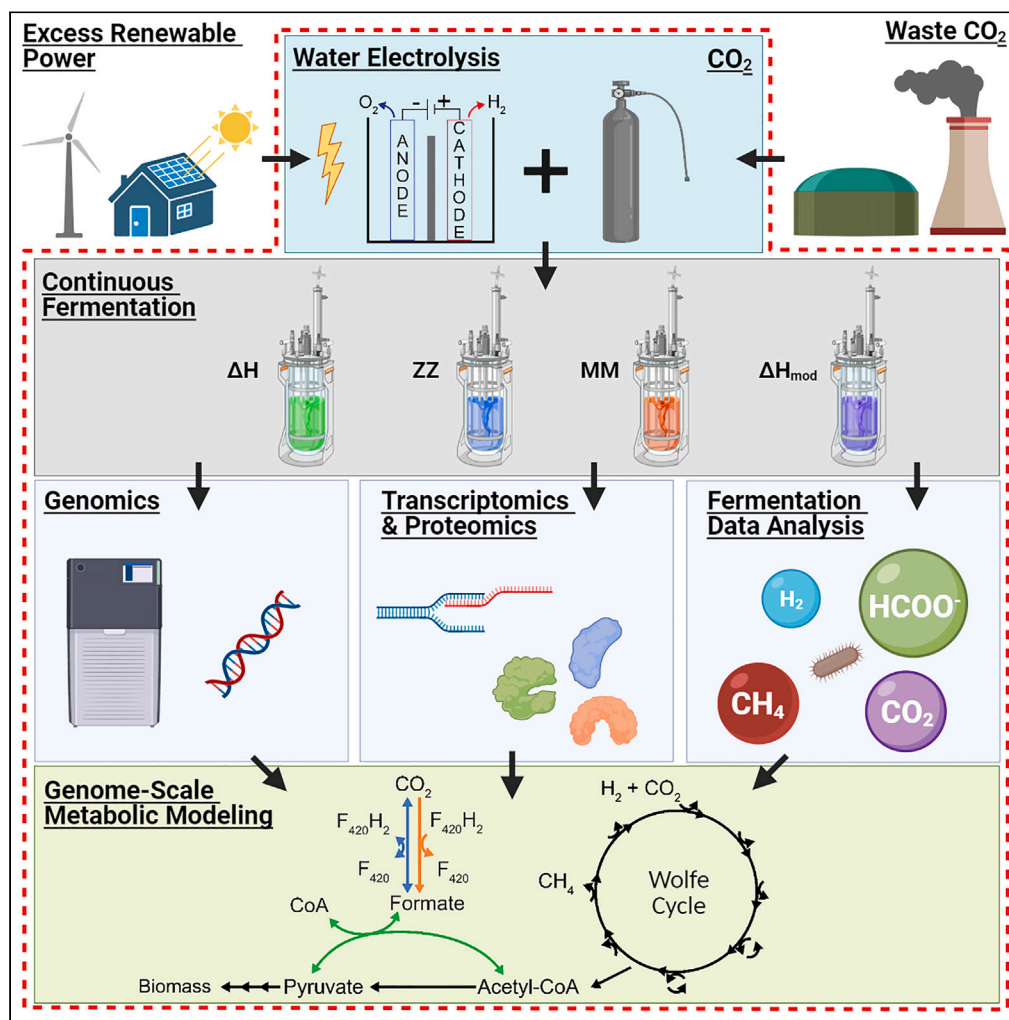 Excess Renewable
Power
Water Electrolysis
CO₂
Waste CO₂
O₂
-
+
H₂
ANODE
CATHODE
Continuous
Fermentation
ΔH
ZZ
MM
ΔHmod
Genomics
Transcriptomics
& Proteomics
Fermentation
Data Analysis
H₂
HCOO⁻
CH₄
CO₂
Genome-Scale
Metabolic Modeling
CO₂
F₄₂₀H₂
F₄₂₀H₂
F₄₂₀
F₄₂₀
CoA
Formate
Biomass
Pyruvate
Acetyl-CoA
H₂ + CO₂
CH₄
Wolfe
Cycle